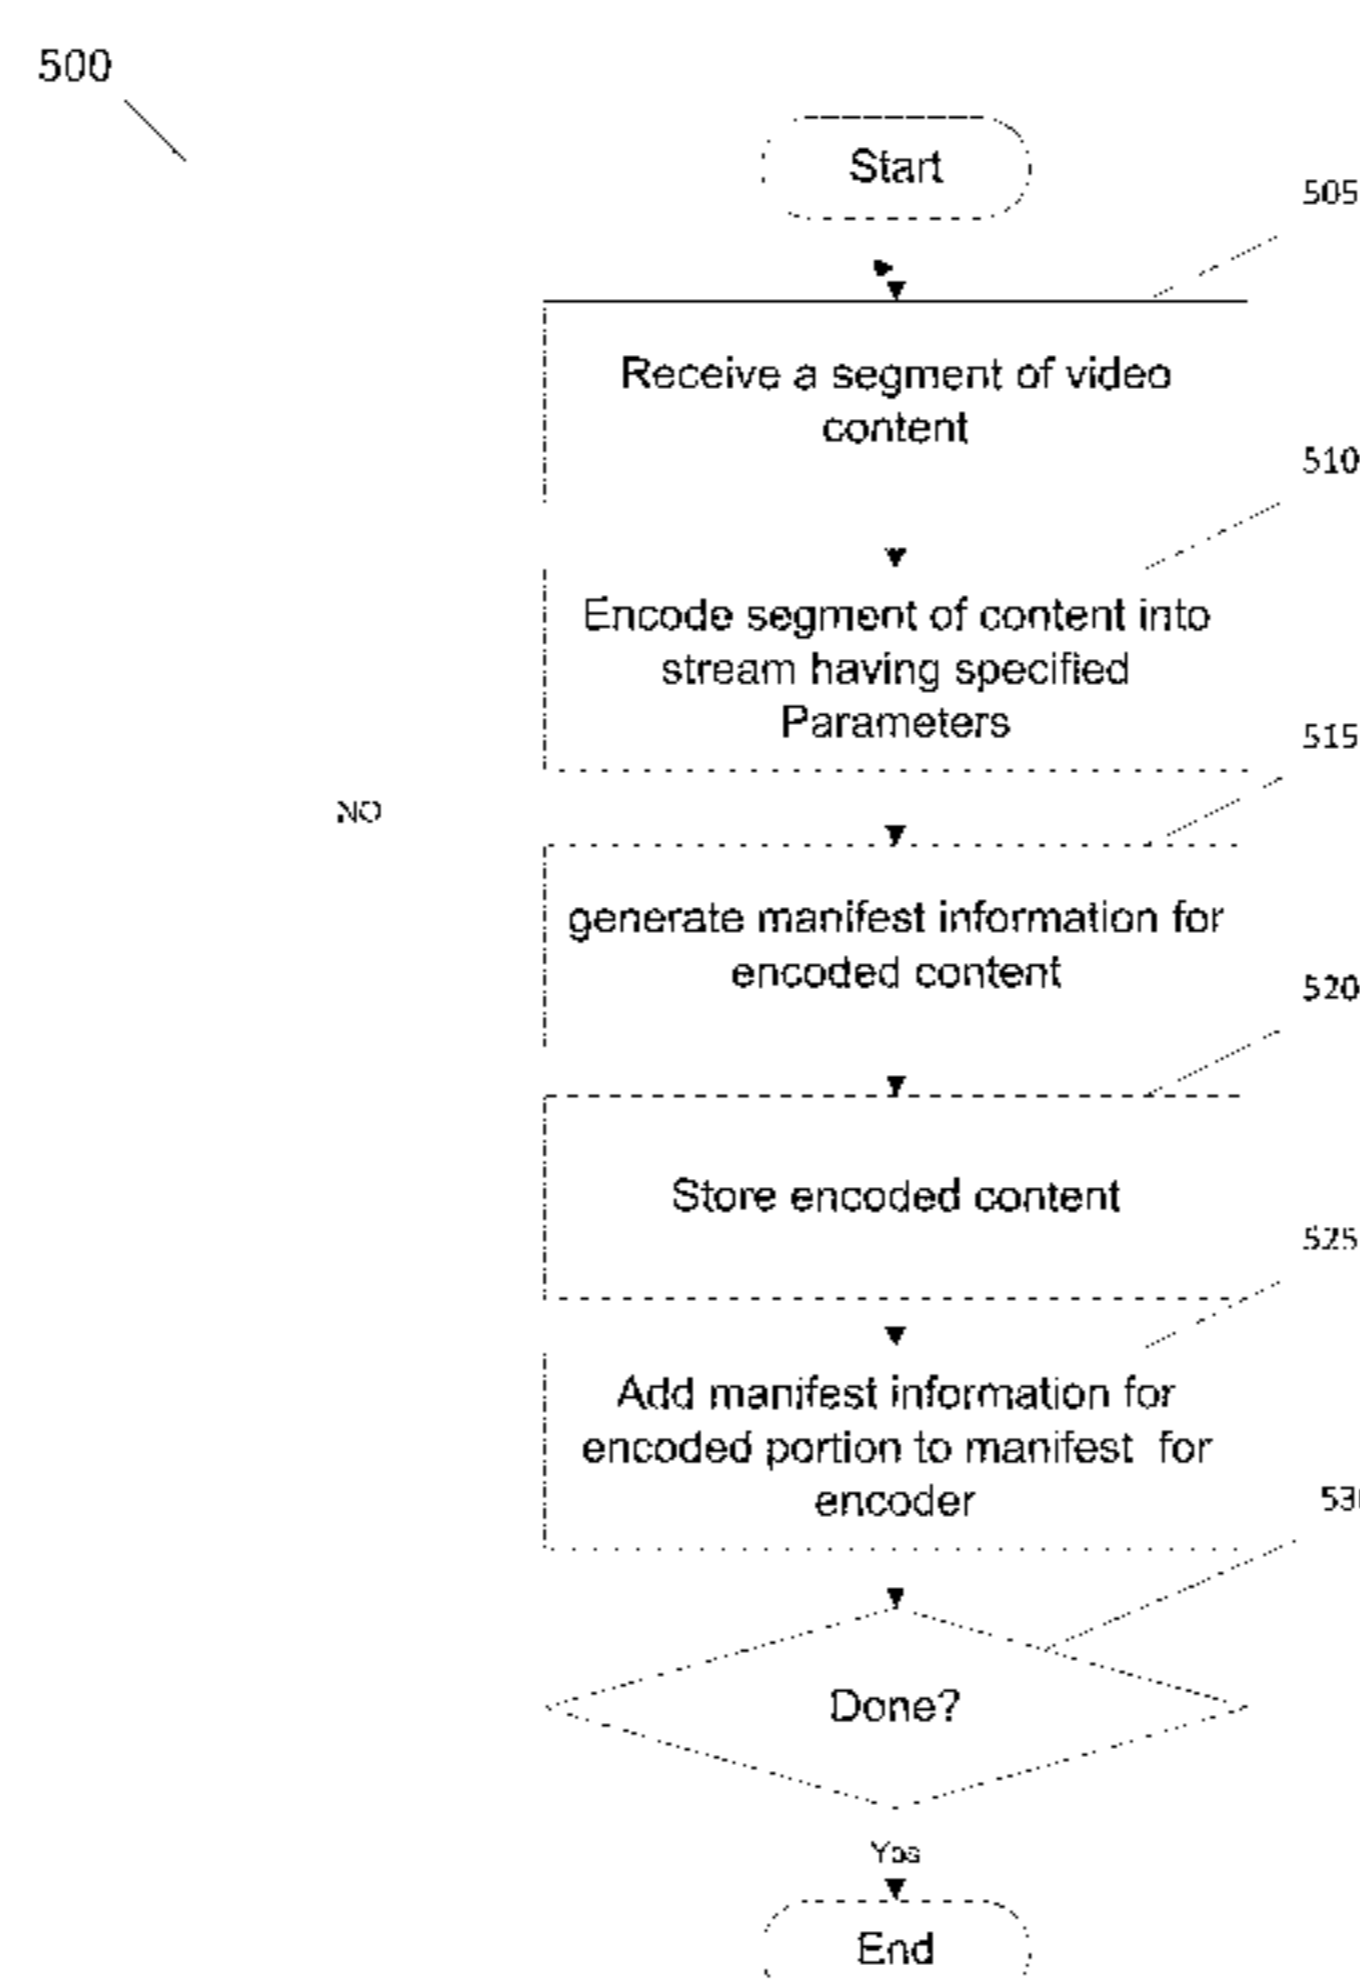 500
Start
505
Receive a segment of video
content
510
Encode segment of content into
stream having specified
Parameters
515
NO
generate manifest information for
encoded content
520
Store encoded content
525
Add manifest information for
encoded portion to manifest for
encoder
530
Done?
Yes
End